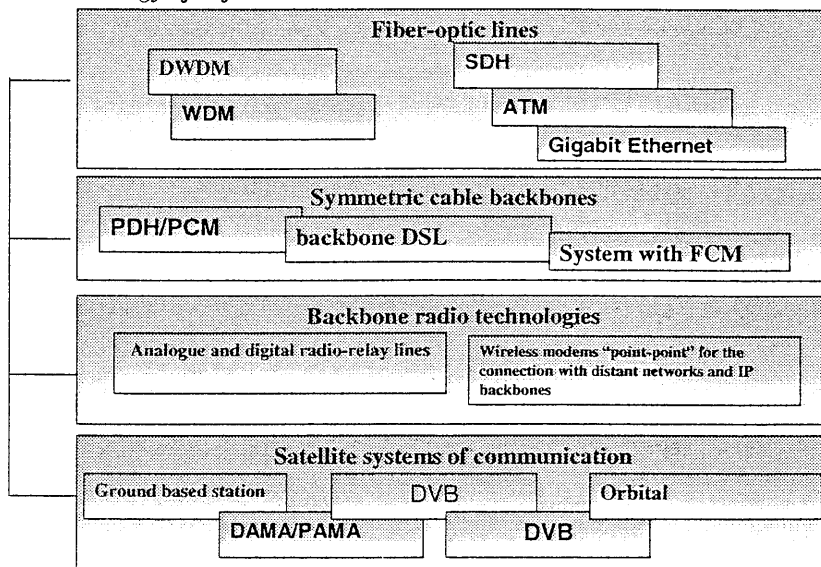 Fiber-optic lines
DWDM
SDH
WDM
ATM
Gigabit Ethernet
Symmetric cable backbones
PDH/PCM
backbone DSL
System with FCM
Backbone radio technologies
Analogue and digital radio-relay lines
Wireless modems “point-point” for the
connection with distant networks and IP
backbones
Satellite systems of communication
Ground based station
DVB
Orbital
DAMA/PAMA
DVB